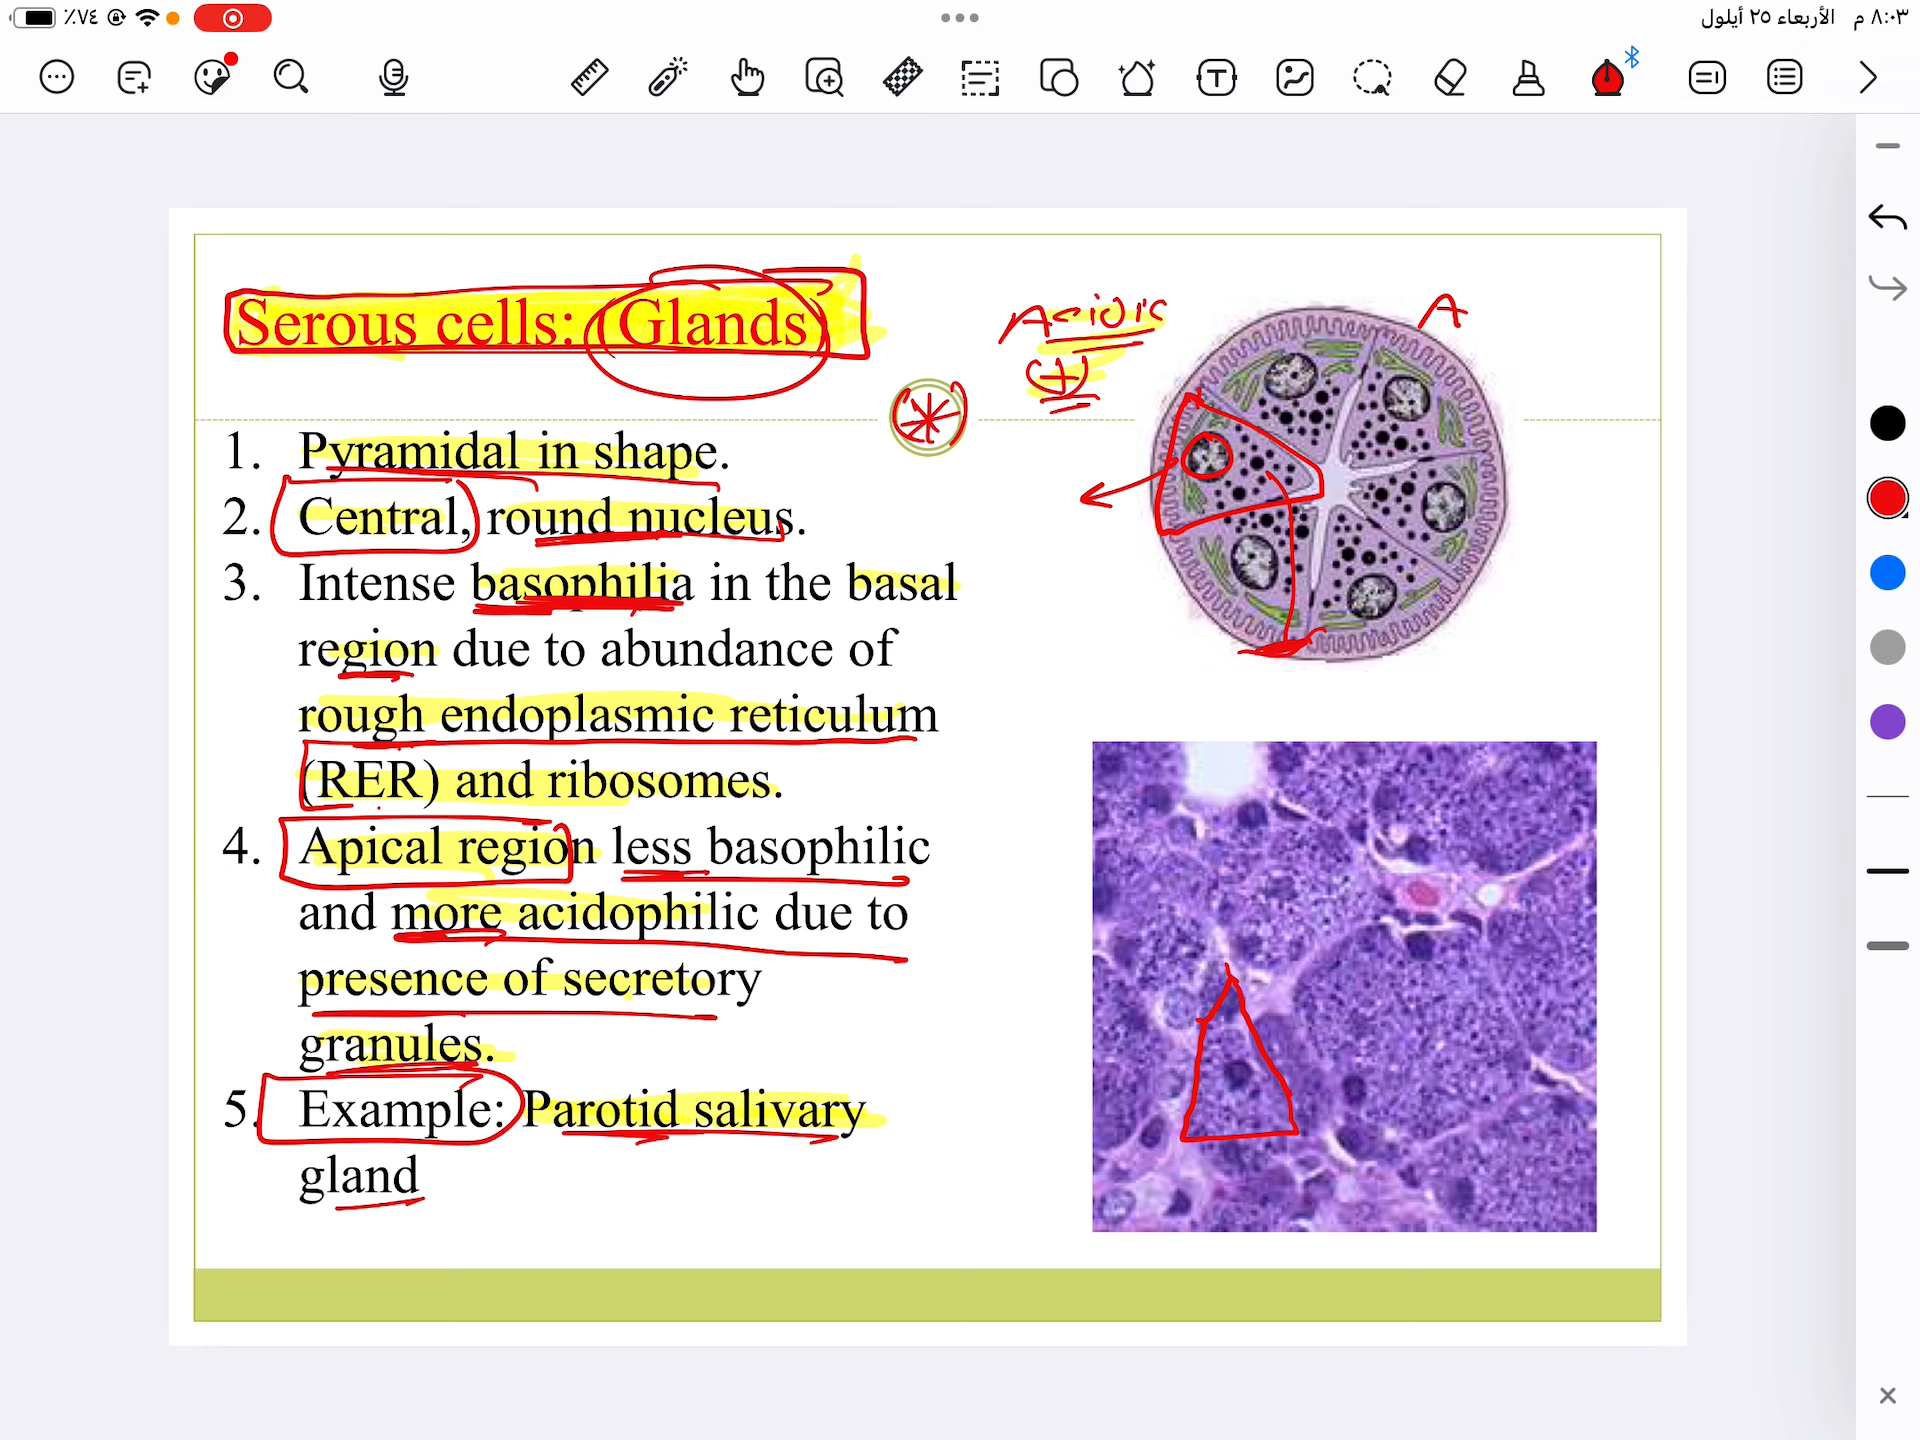 ٪٧٤
٨:٠٣ م الأربعاء ٢٥ أيلول
Serous cells: (Glands)
Acidic
(+)
A
1. Pyramidal in shape.
2. Central, round nucleus.
3. Intense basophilia in the basal
region due to abundance of
rough endoplasmic reticulum
(RER) and ribosomes.
4. Apical region less basophilic
and more acidophilic due to
presence of secretory
granules.
5. Example: Parotid salivary
gland